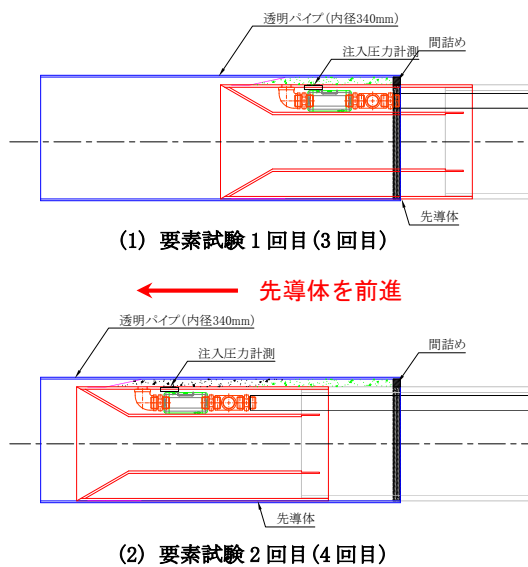 透明パイプ(内径340mm)
間詰め
注入圧力計測
先導体
(1) 要素試験1回目(3回目)
先導体を前進
透明パイプ(内径340mm)
間詰め
注入圧力計測
先導体
(2) 要素試験2回目(4回目)